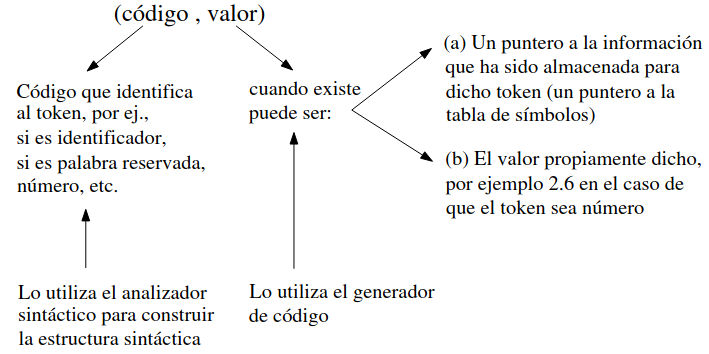 (código , valor)
Código que identifica
al token, por ej.,
si es identificador,
si es palabra reservada,
número, etc.
cuando existe
puede ser:
(a) Un puntero a la información
que ha sido almacenada para
dicho token (un puntero a la
tabla de símbolos)
(b) El valor propiamente dicho,
por ejemplo 2.6 en el caso de
que el token sea número
Lo utiliza el analizador
sintáctico para construir
la estructura sintáctica
Lo utiliza el generador
de código